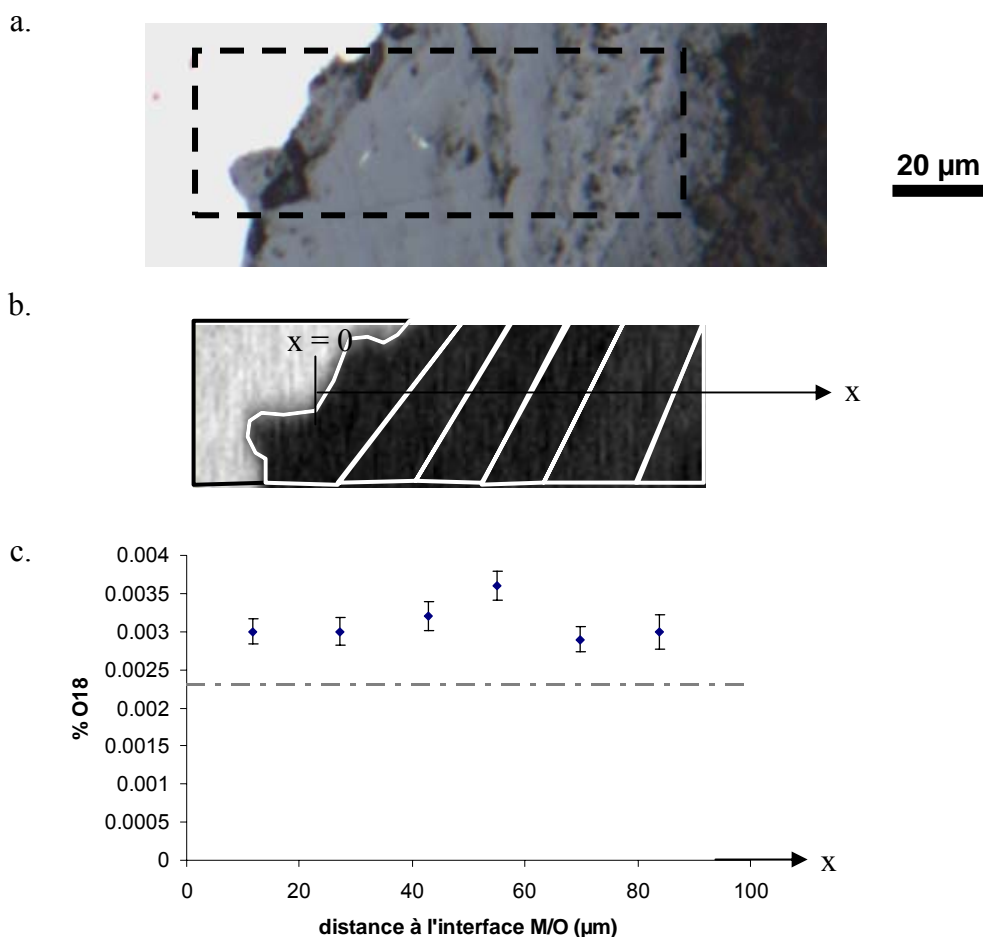 a.
20 µm
b.
x = 0
x
c.
0.004
0.0035
0.003
0.0025
0.002
0.0015
0.001
0.0005
0
% O18
x
0 20 40 60 80 100
distance à l'interface M/O (µm)